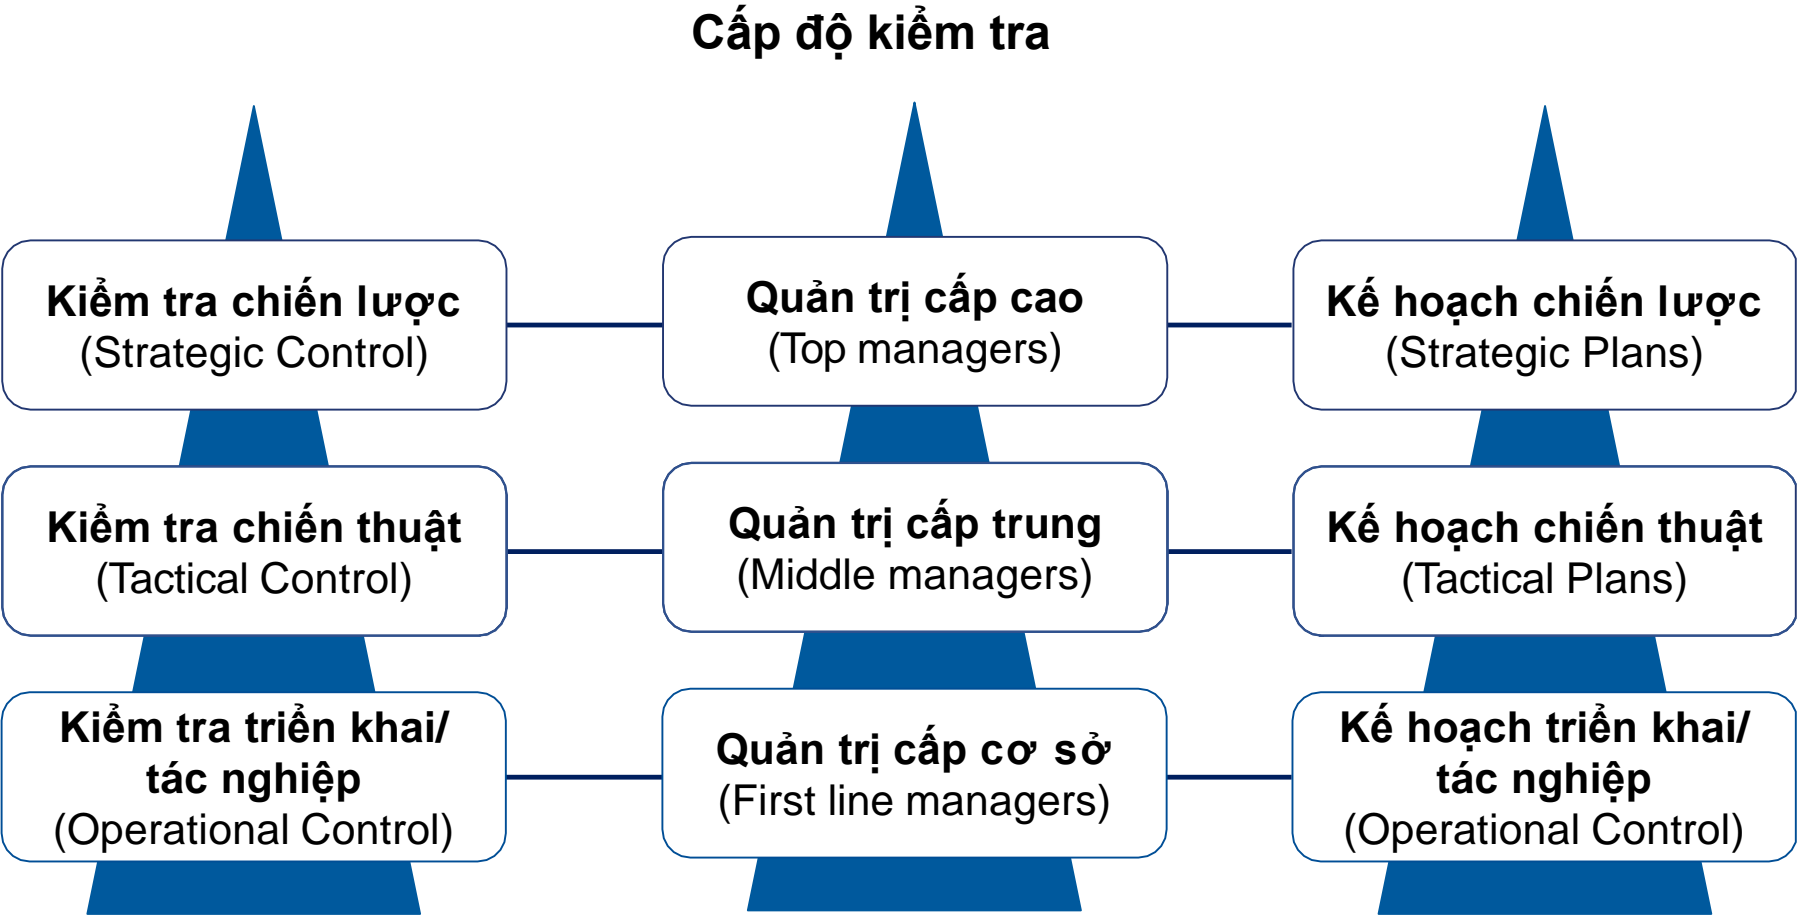 Cấp độ kiểm tra
Kiểm tra chiến lược
(Strategic Control)
Quản trị cấp cao
(Top managers)
Kế hoạch chiến lược
(Strategic Plans)
Kiểm tra chiến thuật
(Tactical Control)
Quản trị cấp trung
(Middle managers)
Kế hoạch chiến thuật
(Tactical Plans)
Kiểm tra triển khai/
tác nghiệp
(Operational Control)
Quản trị cấp cơ sở
(First line managers)
Kế hoạch triển khai/
tác nghiệp
(Operational Control)